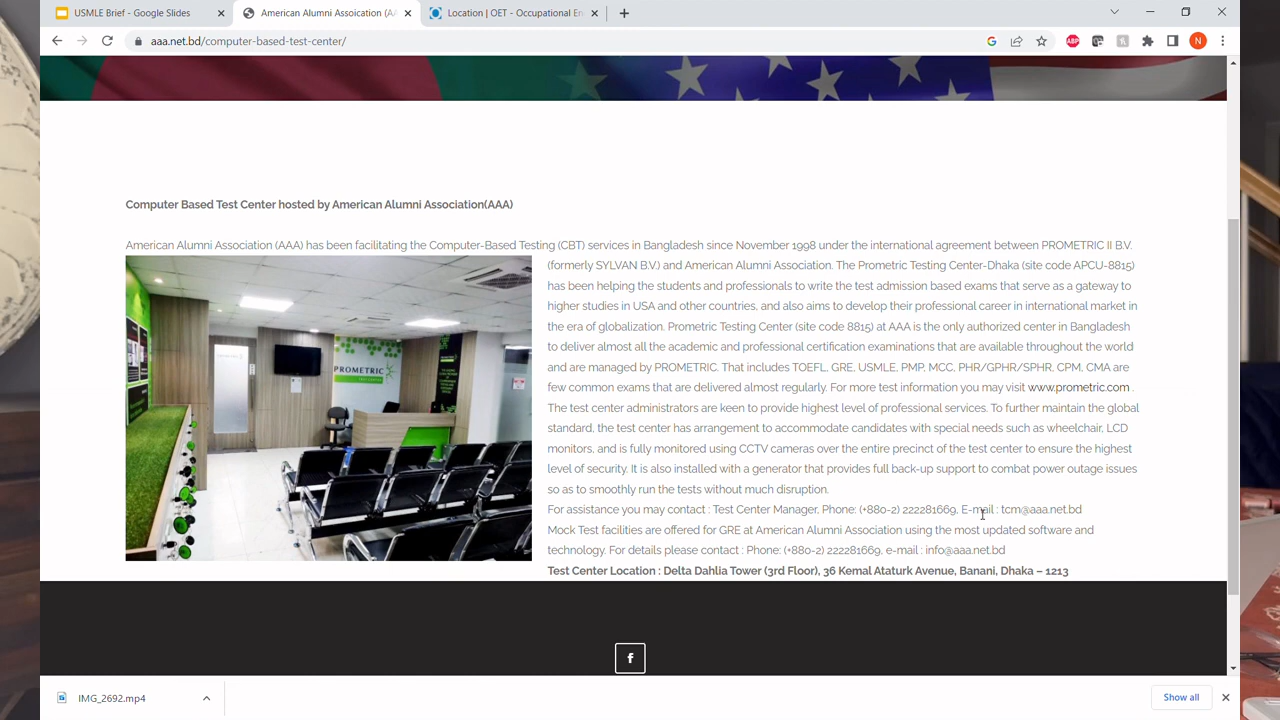 USMLE Brief - Google Slides
American Alumni Assoication (AA
Location | OET - Occupational En
aaa.net.bd/computer-based-test-center/
ABP
N
Computer Based Test Center hosted by American Alumni Association(AAA)
American Alumni Association (AAA) has been facilitating the Computer-Based Testing (CBT) services in Bangladesh since November 1998 under the international agreement between PROMETRIC II B.V.
(formerly SYLVAN B.V.) and American Alumni Association. The Prometric Testing Center-Dhaka (site code APCU-8815)
has been helping the students and professionals to write the test admission based exams that serve as a gateway to
higher studies in USA and other countries, and also aims to develop their professional career in international market in
the era of globalization. Prometric Testing Center (site code 8815) at AAA is the only authorized center in Bangladesh
to deliver almost all the academic and professional certification examinations that are available throughout the world
and are managed by PROMETRIC. That includes TOEFL, GRE, USMLE, PMP, MCC, PHR/GPHR/SPHR, CPM, CMA are
few common exams that are delivered almost regularly. For more test information you may visit www.prometric.com .
The test center administrators are keen to provide highest level of professional services. To further maintain the global
standard, the test center has arrangement to accommodate candidates with special needs such as wheelchair, LCD
monitors, and is fully monitored using CCTV cameras over the entire precinct of the test center to ensure the highest
level of security. It is also installed with a generator that provides full back-up support to combat power outage issues
so as to smoothly run the tests without much disruption.
For assistance you may contact : Test Center Manager, Phone: (+880-2) 222281669, E-mail : tcm@aaa.net.bd
Mock Test facilities are offered for GRE at American Alumni Association using the most updated software and
technology. For details please contact : Phone: (+880-2) 222281669, e-mail : info@aaa.net.bd
Test Center Location : Delta Dahlia Tower (3rd Floor), 36 Kemal Ataturk Avenue, Banani, Dhaka – 1213
PROMETRIC
TEST CENTER
f
IMG_2692.mp4
Show all